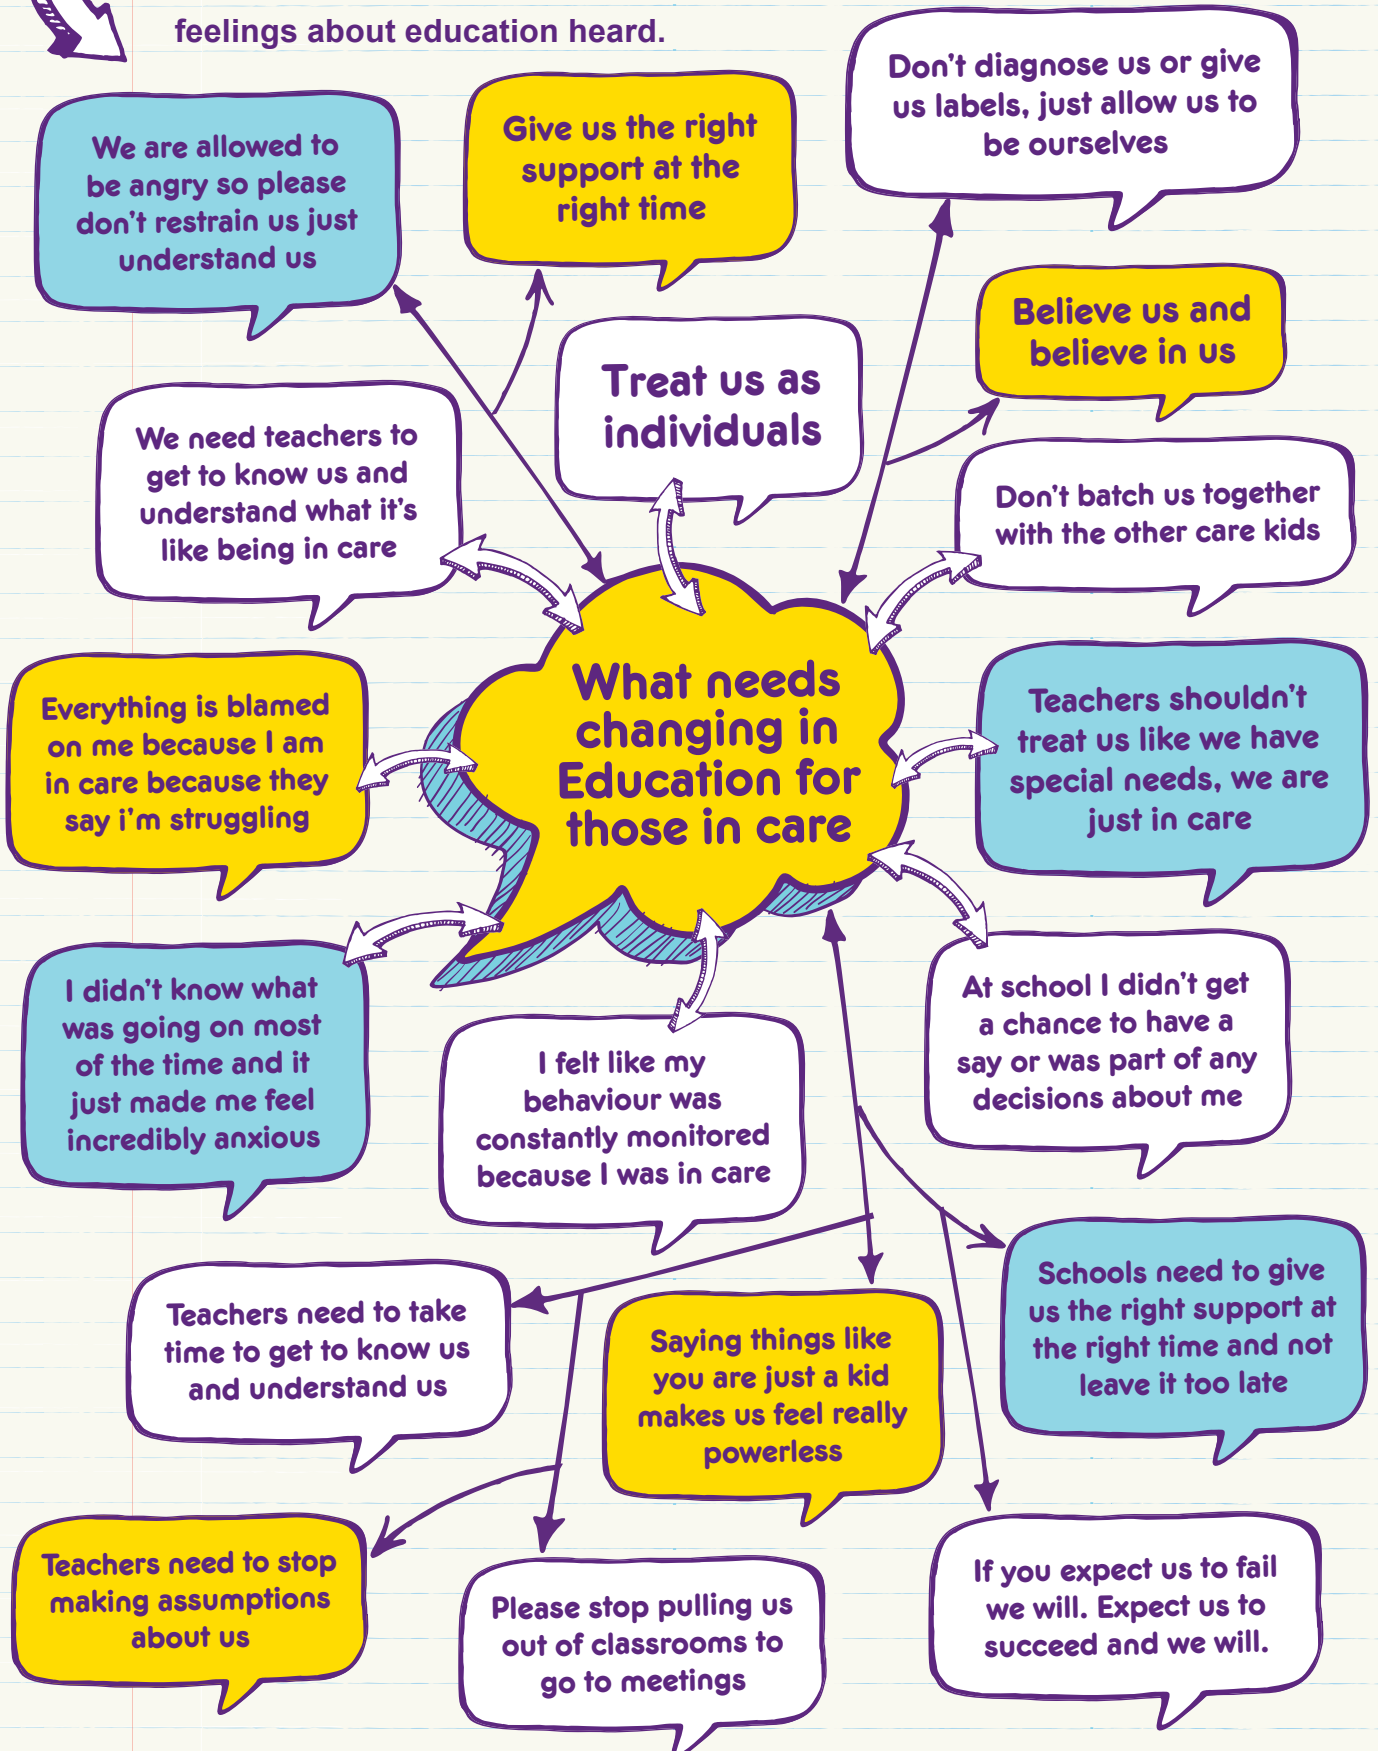 feelings about education heard.
Don't diagnose us or give
us labels, just allow us to
be ourselves
We are allowed to
be angry so please
don't restrain us just
understand us
Give us the right
support at the
right time
Believe us and
believe in us
Treat us as
individuals
We need teachers to
get to know us and
understand what it's
like being in care
Don't batch us together
with the other care kids
What needs
changing in
Education for
those in care
Everything is blamed
on me because I am
in care because they
say i'm struggling
Teachers shouldn't
treat us like we have
special needs, we are
just in care
I didn't know what
was going on most
of the time and it
just made me feel
incredibly anxious
I felt like my
behaviour was
constantly monitored
because I was in care
At school I didn't get
a chance to have a
say or was part of any
decisions about me
Teachers need to take
time to get to know us
and understand us
Saying things like
you are just a kid
makes us feel really
powerless
Schools need to give
us the right support at
the right time and not
leave it too late
Teachers need to stop
making assumptions
about us
Please stop pulling us
out of classrooms to
go to meetings
If you expect us to fail
we will. Expect us to
succeed and we will.